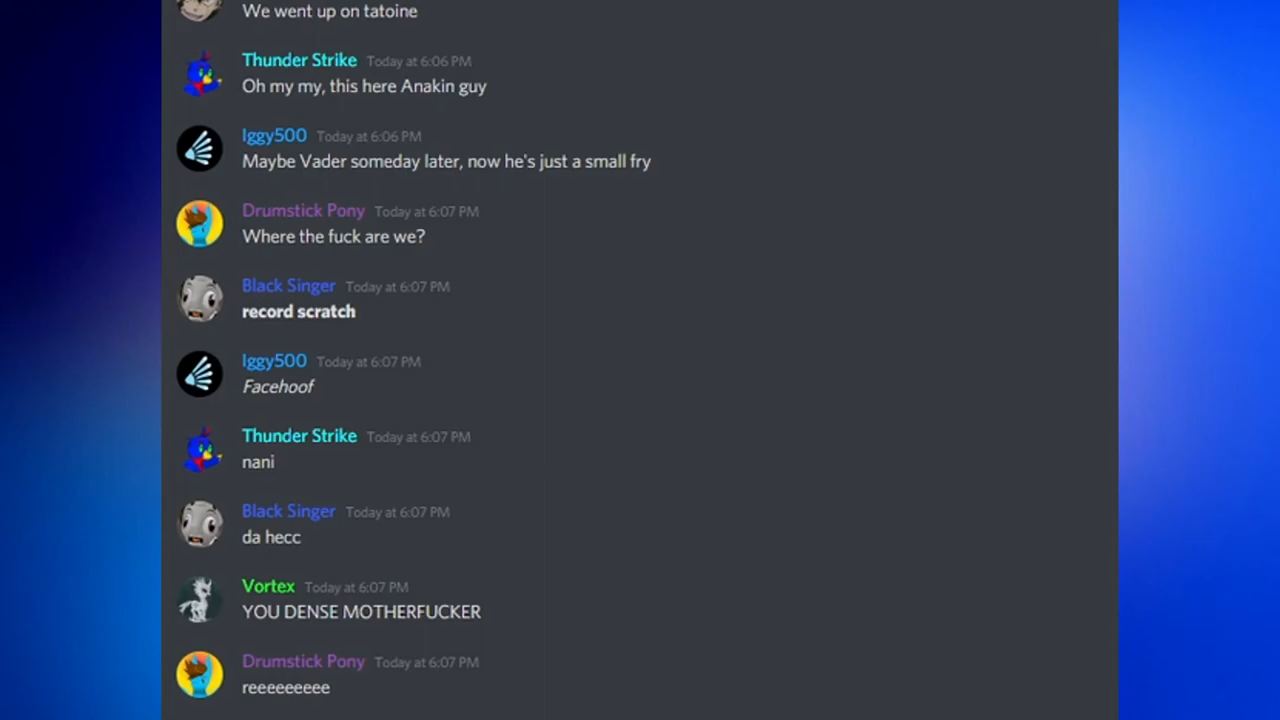 We went up on tatoine
Thunder Strike Today at 6:06 PM
Oh my my, this here Anakin guy
Iggy500 Today at 6:06 PM
Maybe Vader someday later, now he's just a small fry
Drumstick Pony Today at 6:07 PM
Where the fuck are we?
Black Singer Today at 6:07 PM
record scratch
Iggy500 Today at 6:07 PM
Facehoof
Thunder Strike Today at 6:07 PM
nani
Black Singer Today at 6:07 PM
da hecc
Vortex Today at 6:07 PM
YOU DENSE MOTHERFUCKER
Drumstick Pony Today at 6:07 PM
reeeeeeeee